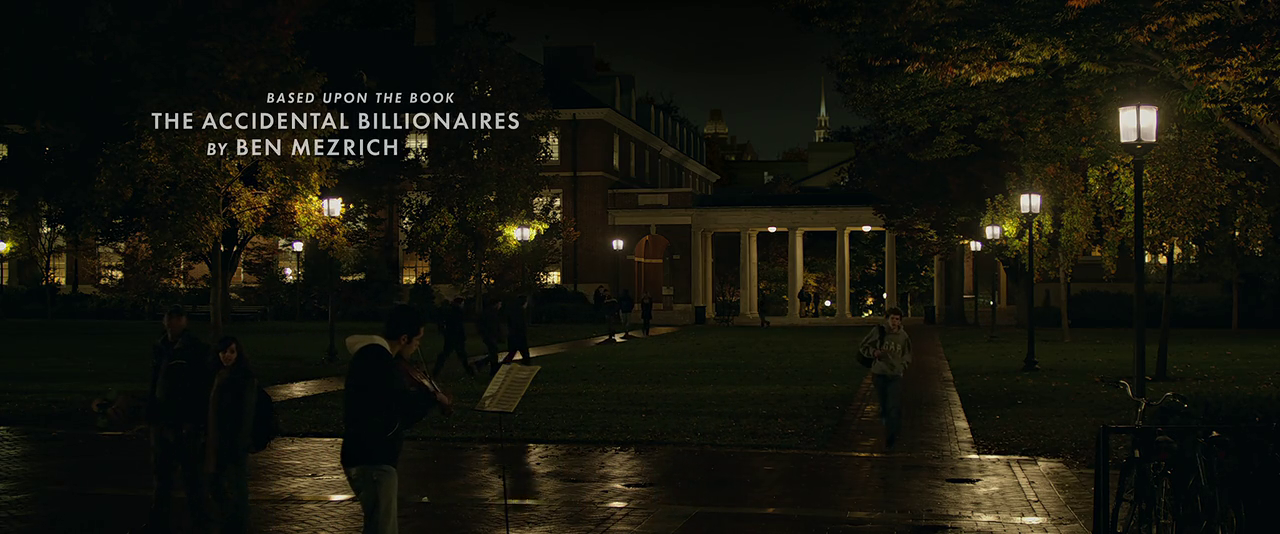 BASED UPON THE BOOK
THE ACCIDENTAL BILLIONAIRES
BY BEN MEZRICH